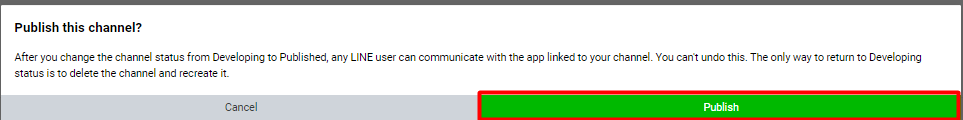 Publish this channel?
After you change the channel status from Developing to Published, any LINE user can communicate with the app linked to your channel. You can't undo this. The only way to return to Developing
status is to delete the channel and recreate it.
Cancel
Publish